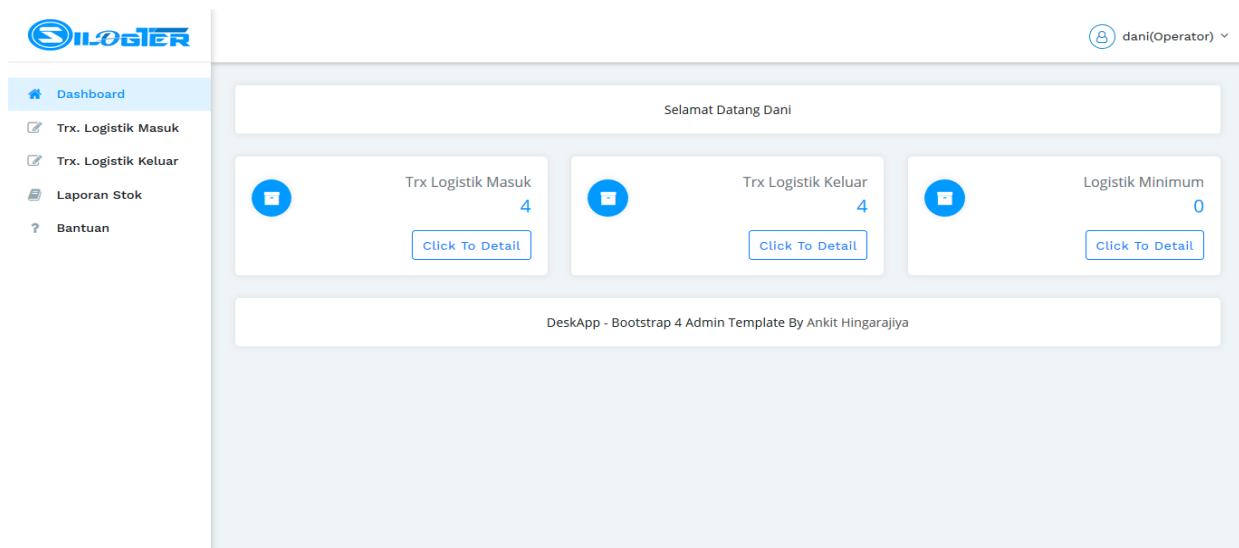 SILOGTER
dani(Operator)
Dashboard
Trx. Logistik Masuk
Trx. Logistik Keluar
Laporan Stok
? Bantuan
Selamat Datang Dani
Trx Logistik Masuk
4
Click To Detail
Trx Logistik Keluar
4
Click To Detail
Logistik Minimum
0
Click To Detail
DeskApp - Bootstrap 4 Admin Template By Ankit Hingarajiya